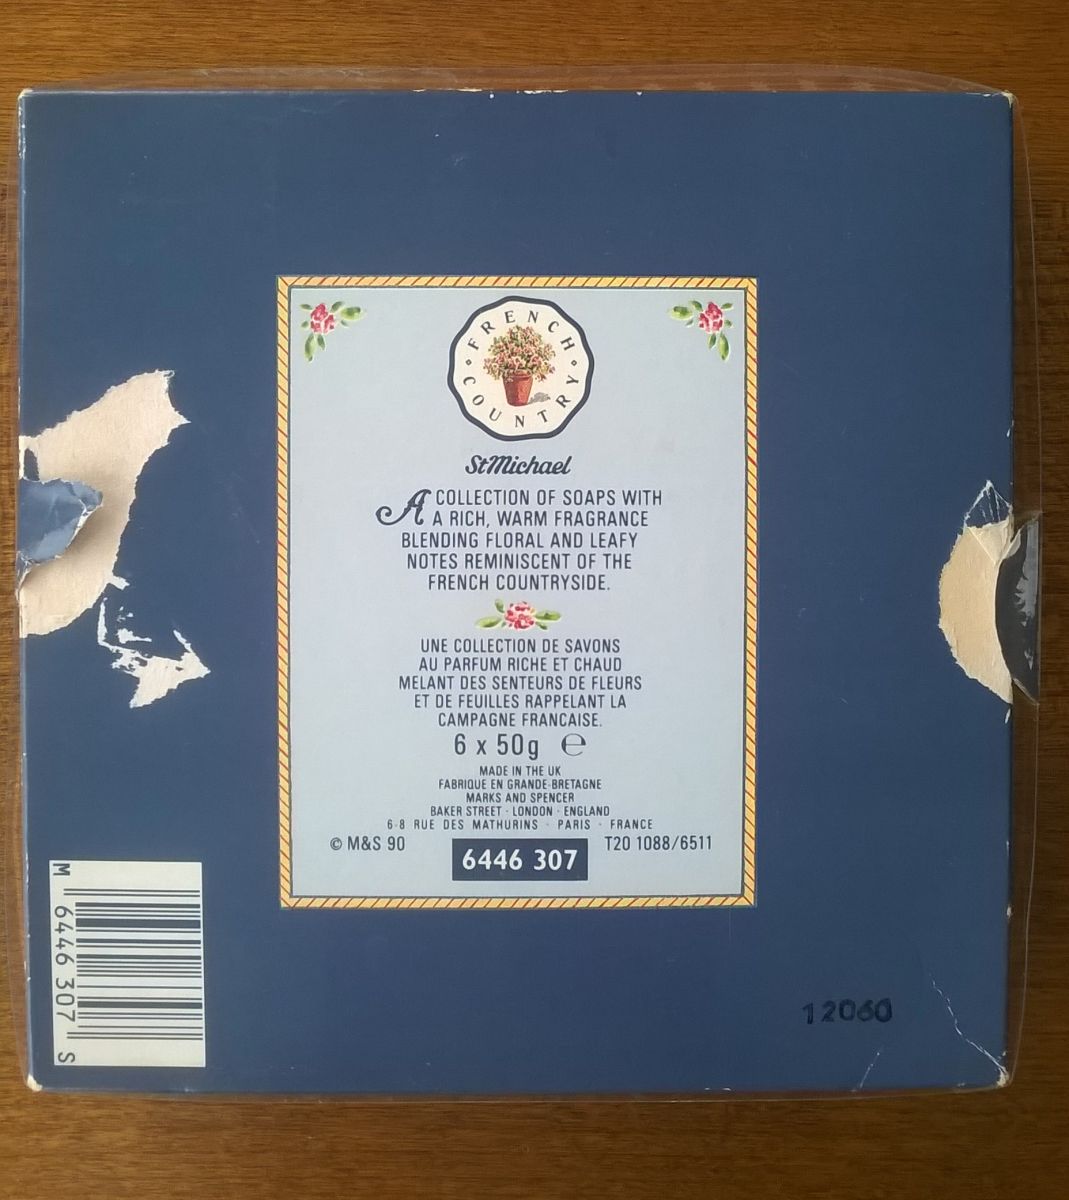 FRENCH
COUNTRY
StMichael
A COLLECTION OF SOAPS WITH
A RICH, WARM FRAGRANCE
BLENDING FLORAL AND LEAFY
NOTES REMINISCENT OF THE
FRENCH COUNTRYSIDE.
UNE COLLECTION DE SAVONS
AU PARFUM RICHE ET CHAUD
MELANT DES SENTEURS DE FLEURS
ET DE FEUILLES RAPPELANT LA
CAMPAGNE FRANCAISE.
6 x 50g ℮
MADE IN THE UK
FABRIQUE EN GRANDE-BRETAGNE
MARKS AND SPENCER
BAKER STREET · LONDON · ENGLAND
6-8 RUE DES MATHURINS · PARIS · FRANCE
© M&S 90
6446 307
T20 1088/6511
M 6446 307 S
12060